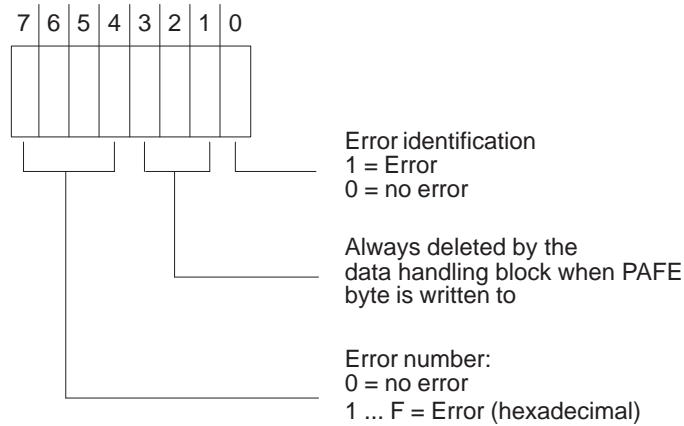 7 6 5 4 3 2 1 0
Error identification
1 = Error
0 = no error
Always deleted by the
data handling block when PAFE
byte is written to
Error number:
0 = no error
1 ... F = Error (hexadecimal)